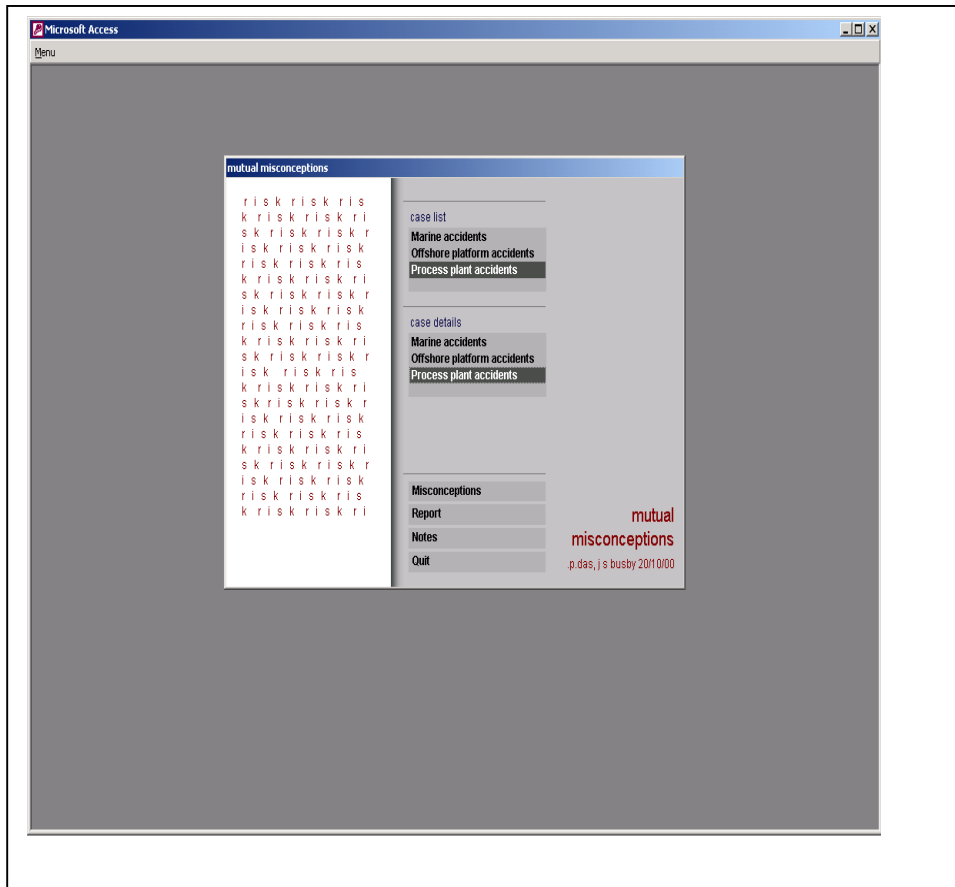 Microsoft Access
Menu
mutual misconceptions
r i s k r i s k r i s
k r i s k r i s k r i
s k r i s k r i s k r
i s k r i s k r i s k
r i s k r i s k r i s
k r i s k r i s k r i
s k r i s k r i s k r
i s k r i s k r i s k
r i s k r i s k r i s
k r i s k r i s k r i
s k r i s k r i s k r
i s k r i s k r i s
k r i s k r i s k r i
s k r i s k r i s k r
i s k r i s k r i s k
r i s k r i s k r i s
k r i s k r i s k r i
s k r i s k r i s k r
i s k r i s k r i s k
r i s k r i s k r i s
k r i s k r i s k r i
case list
Marine accidents
Offshore platform accidents
Process plant accidents
case details
Marine accidents
Offshore platform accidents
Process plant accidents
Misconceptions
Report
Notes
Quit
mutual
misconceptions
.p.das, j s busby 20/10/00